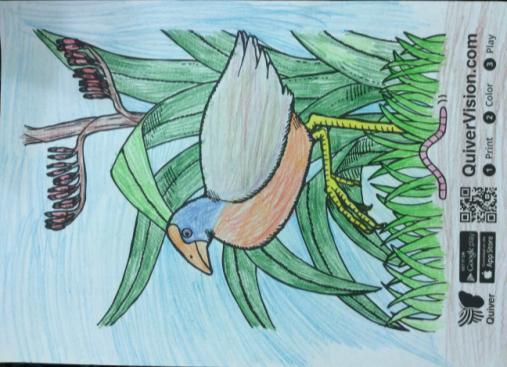 QuiverVision.com
1 Print 2 Color 3 Play
Google play
App Store
Quiver